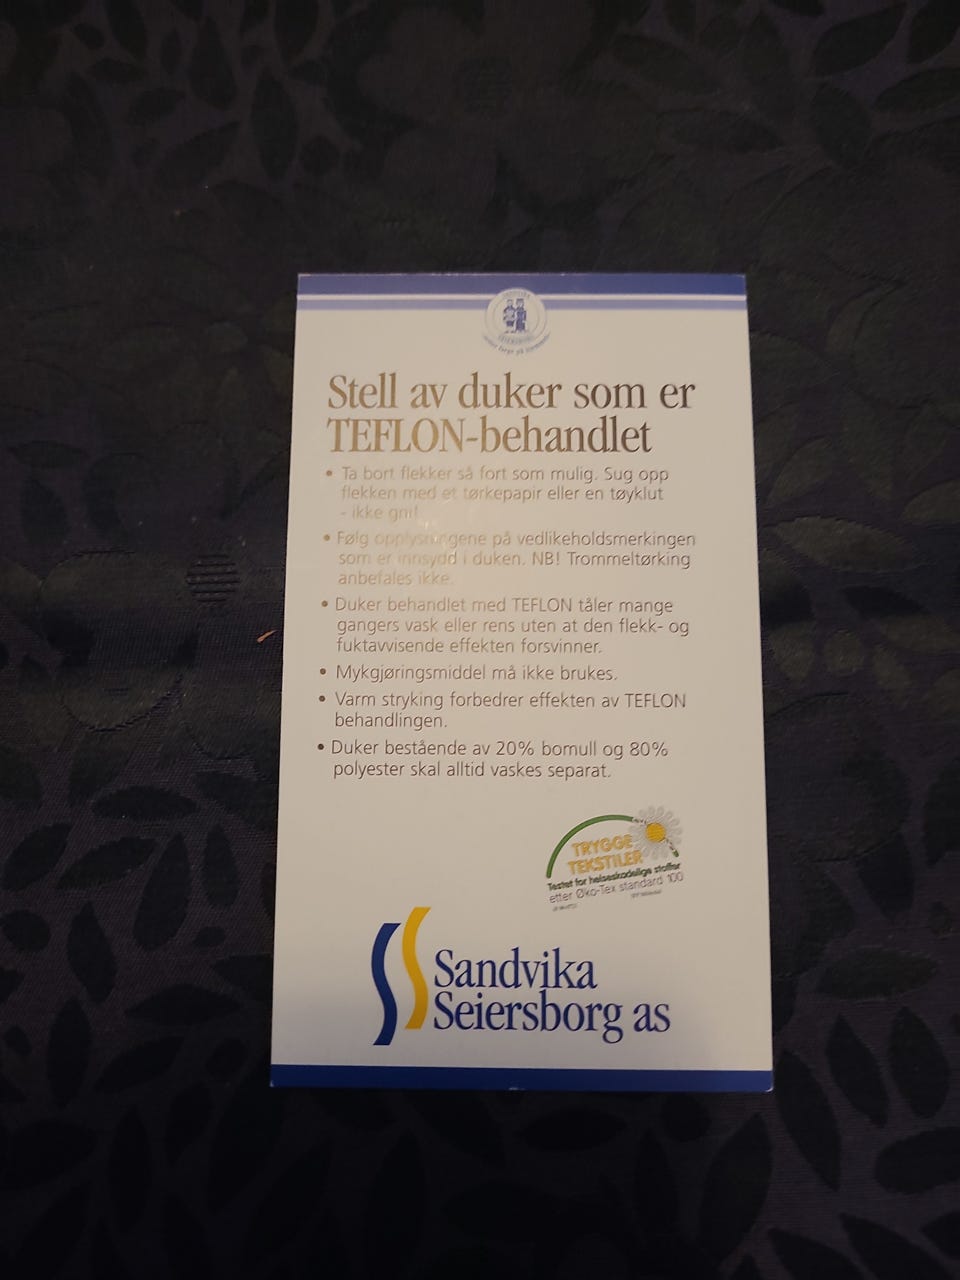 SEIERSBORG
Stell av duker som er
TEFLON-behandlet
• Ta bort flekker så fort som mulig. Sug opp
flekken med et tørkepapir eller en tøyklut
- ikke gni!
• Følg opplysningene på vedlikeholdsmerkingen
som er innsydd i duken. NB! Trommeltørking
anbefales ikke.
• Duker behandlet med TEFLON tåler mange
gangers vask eller rens uten at den flekk- og
fuktavvisende effekten forsvinner.
• Mykgjøringsmiddel må ikke brukes.
• Varm stryking forbedrer effekten av TEFLON
behandlingen.
• Duker bestående av 20% bomull og 80%
polyester skal alltid vaskes separat.
TRYGGE
TEKSTILER
Testet for helseskadelige stoffer
etter Øko-Tex standard 100
Sandvika
Seiersborg as